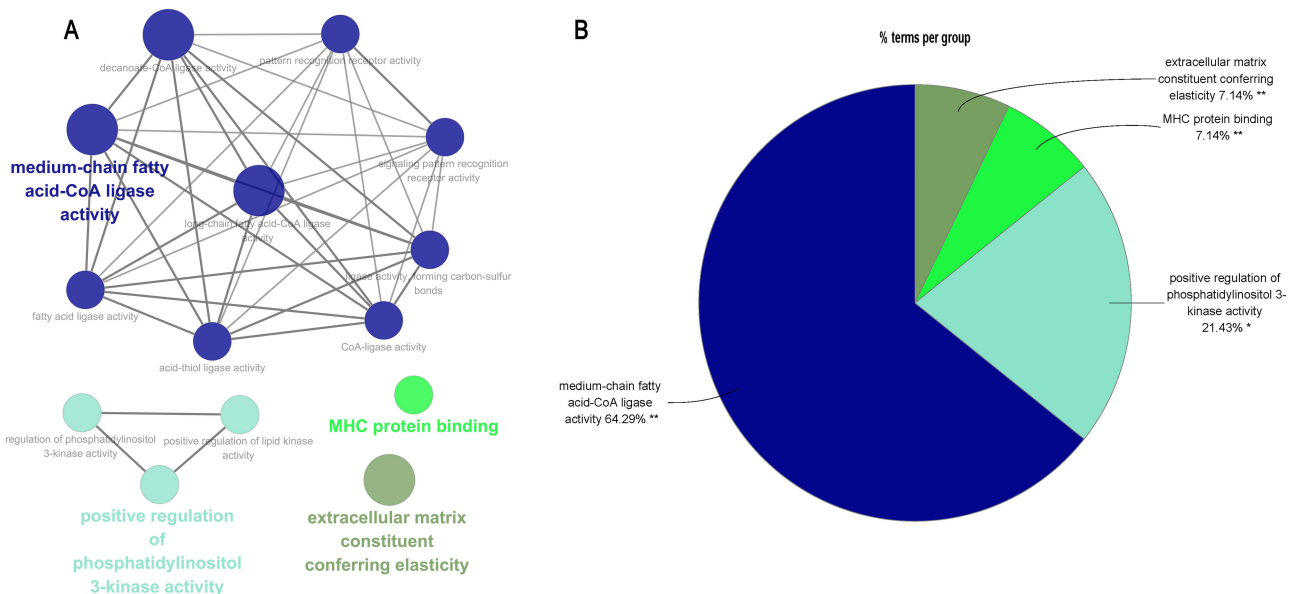 A
decanoate-CoA ligase activity
pattern recognition receptor activity
medium-chain fatty
acid-CoA ligase
activity
signaling pattern recognition
receptor activity
long-chain fatty acid-CoA ligase
activity
ligase activity, forming carbon-sulfur
bonds
fatty acid ligase activity
acid-thiol ligase activity
CoA-ligase activity
regulation of phosphatidylinositol
3-kinase activity
positive regulation of lipid kinase
activity
MHC protein binding
positive regulation
of
phosphatidylinositol
3-kinase activity
extracellular matrix
constituent
conferring elasticity
B
% terms per group
extracellular matrix
constituent conferring
elasticity 7.14% **
MHC protein binding
7.14% **
positive regulation of
phosphatidylinositol 3-
kinase activity
21.43% *
medium-chain fatty
acid-CoA ligase
activity 64.29% **